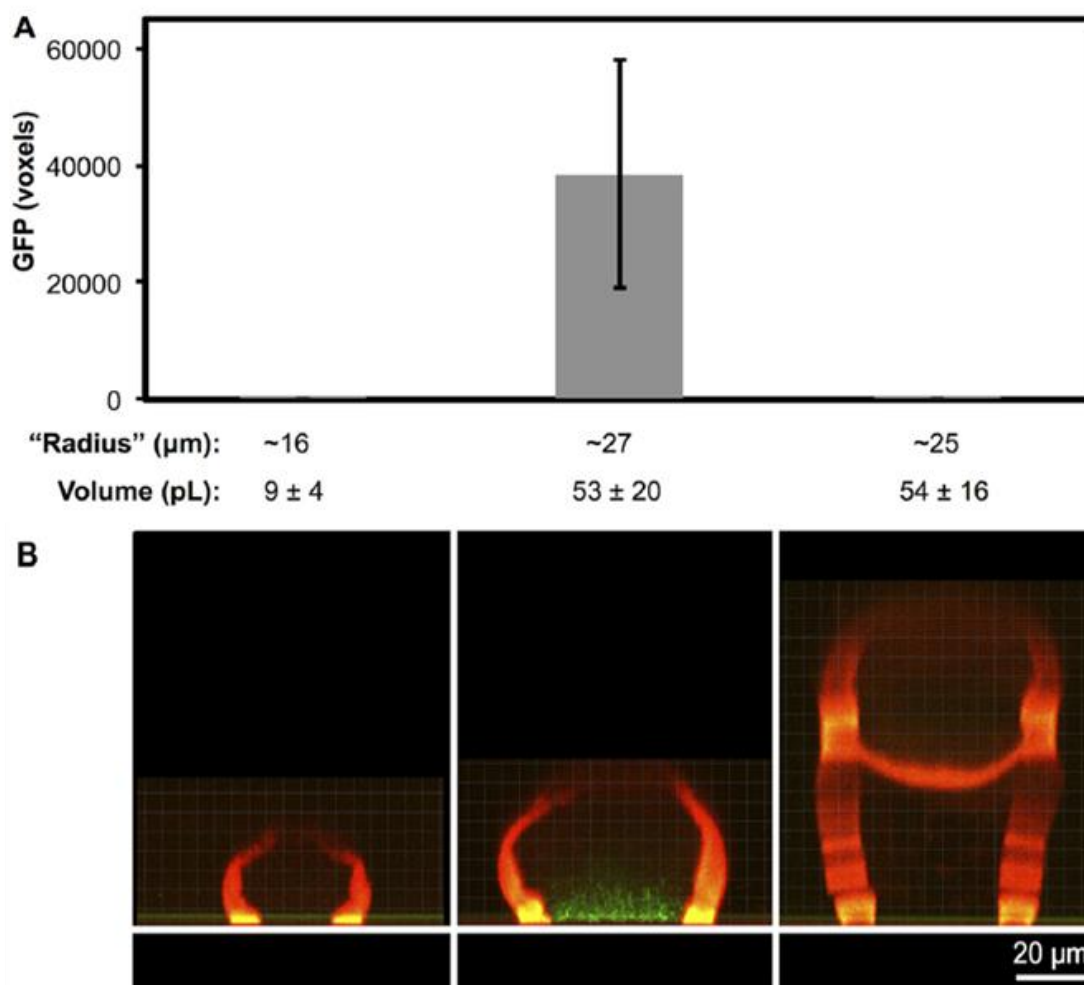 A
60000
40000
20000
0
GFP (voxels)
“Radius” (µm): ~16 ~27 ~25
Volume (pL): 9 ± 4 53 ± 20 54 ± 16
B
20 µm